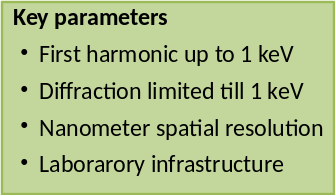 Key parameters
• First harmonic up to 1 keV
• Diffraction limited till 1 keV
• Nanometer spatial resolution
• Laborarory infrastructure